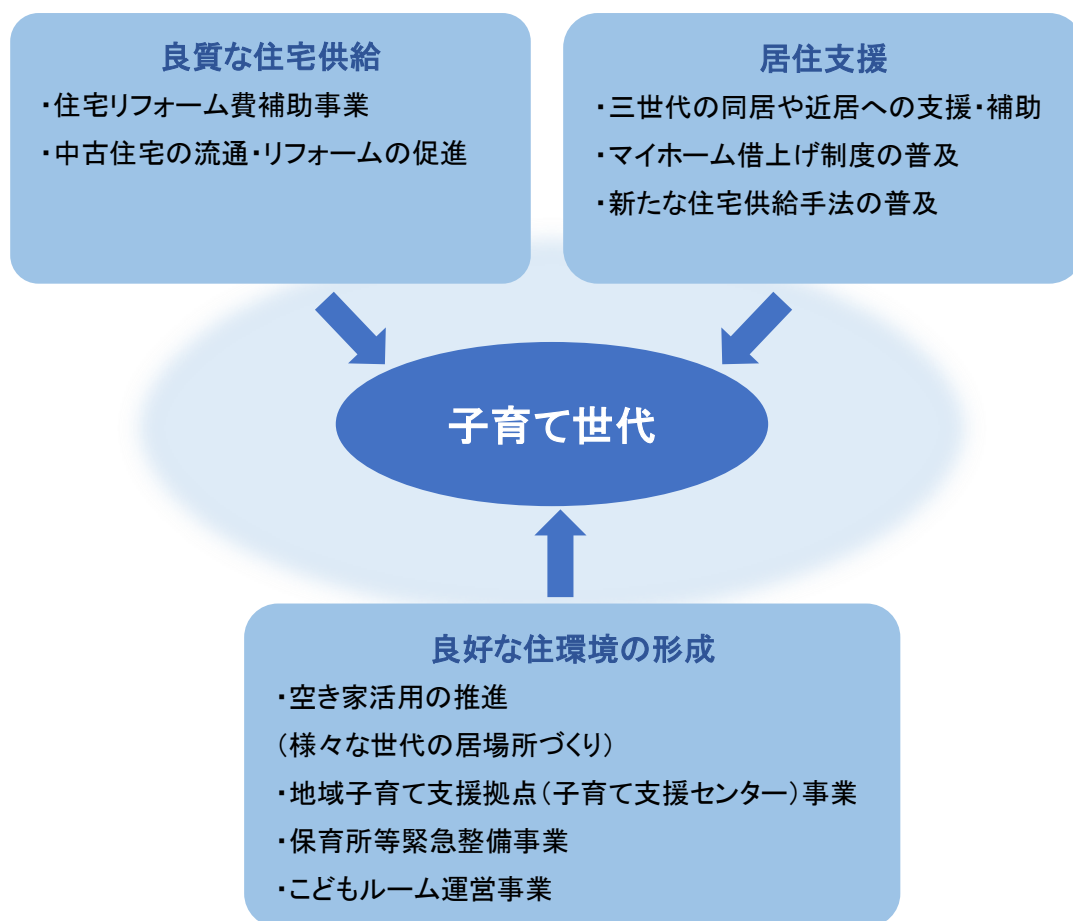 良質な住宅供給
・住宅リフォーム費補助事業
・中古住宅の流通・リフォームの促進
居住支援
・三世代の同居や近居への支援・補助
・マイホーム借上げ制度の普及
・新たな住宅供給手法の普及
子育て世代
良好な住環境の形成
・空き家活用の推進
（様々な世代の居場所づくり）
・地域子育て支援拠点（子育て支援センター）事業
・保育所等緊急整備事業
・こどもルーム運営事業